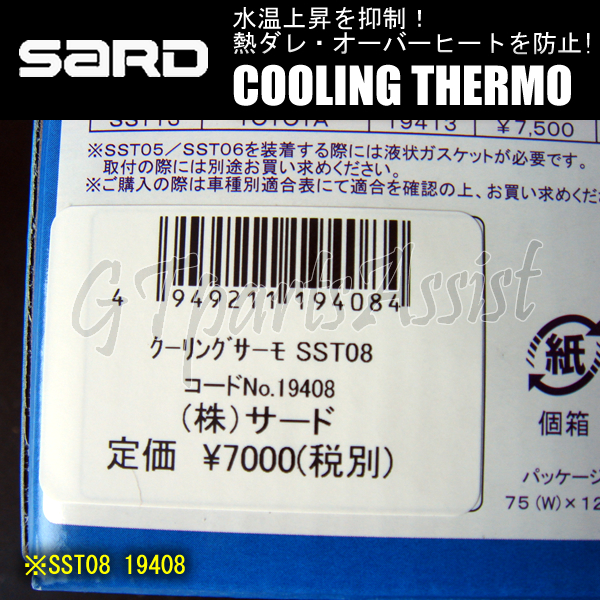 SARD
水温上昇を抑制！
熱ダレ・オーバーヒートを防止!
COOLING THERMO
TOYOTA 19413 ￥7,500
※SST05／SST06を装着する際には液状ガスケットが必要です。
取付の際には別途お買い求めください。
※ご購入の際は車種別適合表にて適合を確認の上、お買い求めくださ
4 949211 194084
GTpartsAssist
ｸｰﾘﾝｸﾞｻｰﾓ SST08
コードNo.19408
(株)サード
定価 ¥7000(税別)
紙
個箱
パッケージ
75(W)×12
※SST08 19408